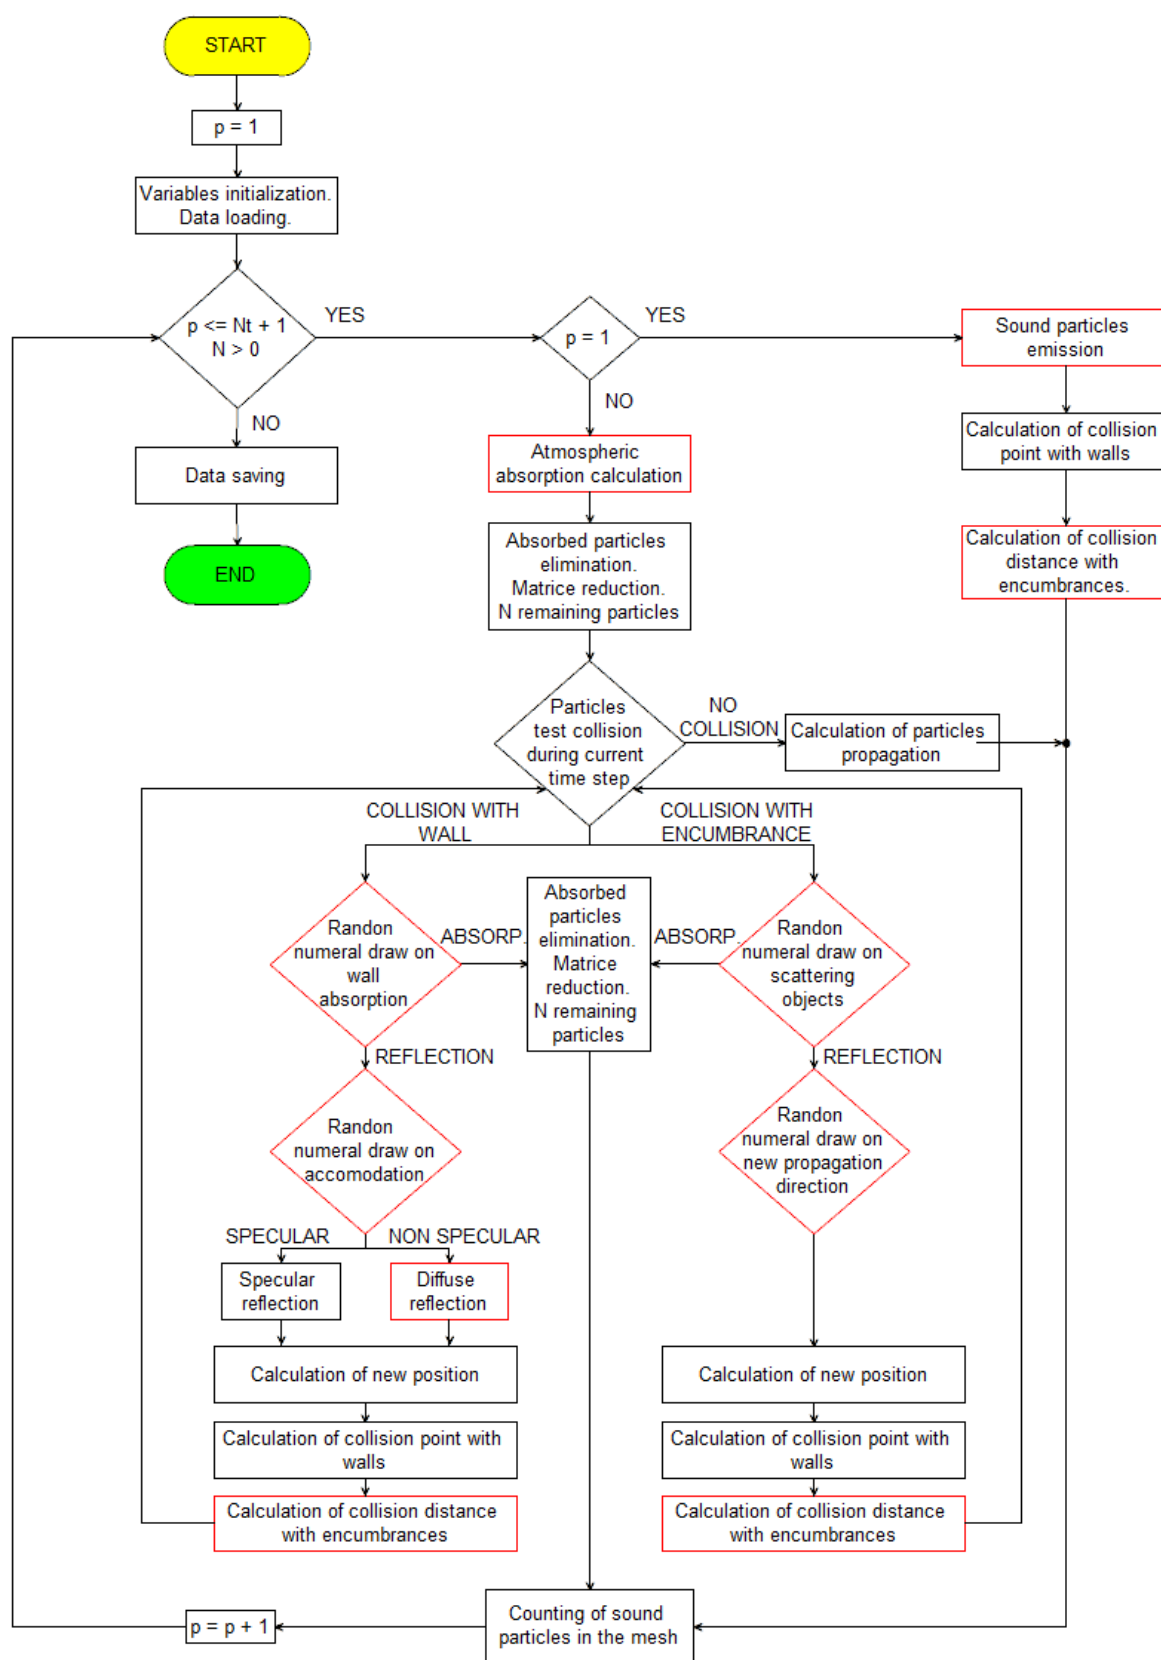 START
p = 1
Variables initialization.
Data loading.
p <= Nt + 1
N > 0
YES
p = 1
YES
Sound particles
emission
NO
NO
Calculation of collision
point with walls
Data saving
Atmospheric
absorption calculation
Absorbed particles
elimination.
Matrice reduction.
N remaining particles
Calculation of collision
distance with
encumbrances.
END
Particles
test collision
during current
time step
NO
COLLISION
Calculation of particles
propagation
COLLISION WITH
WALL
COLLISION WITH
ENCUMBRANCE
Randon
numeral draw on
wall
absorption
ABSORP.
Absorbed
particles
elimination.
Matrice
reduction.
N remaining
particles
ABSORP.
Randon
numeral draw on
scattering
objects
REFLECTION
REFLECTION
Randon
numeral draw on
accomodation
Randon
numeral draw on
new propagation
direction
SPECULAR
NON SPECULAR
Specular
reflection
Diffuse
reflection
Calculation of new position
Calculation of new position
Calculation of collision point with
walls
Calculation of collision point with
walls
Calculation of collision distance
with encumbrances
Calculation of collision distance
with encumbrances
p = p + 1
Counting of sound
particles in the mesh